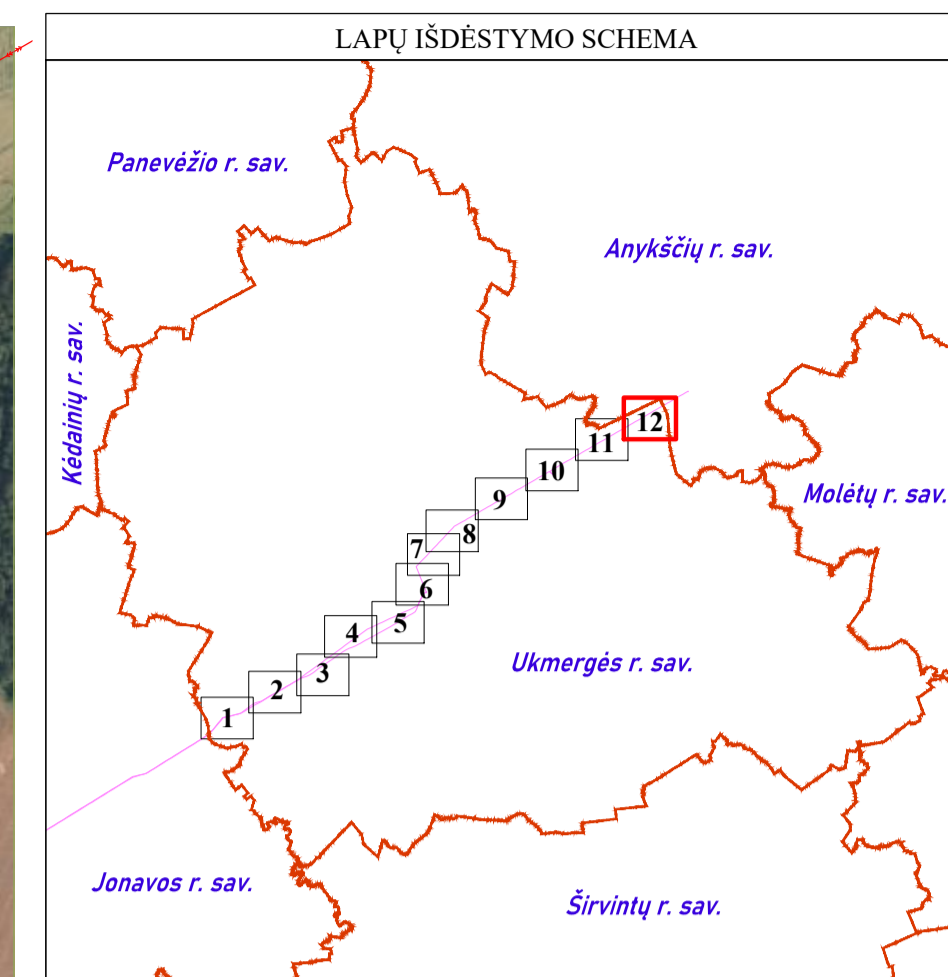 LAPŲ IŠDĖSTYMO SCHEMA
Panevėžio r. sav.
Anykščių r. sav.
Kėdainių r. sav.
12
11
Molėtų r. sav.
10
9
8
7
6
5
4
Ukmergės r. sav.
3
2
1
Jonavos r. sav.
Širvintų r. sav.